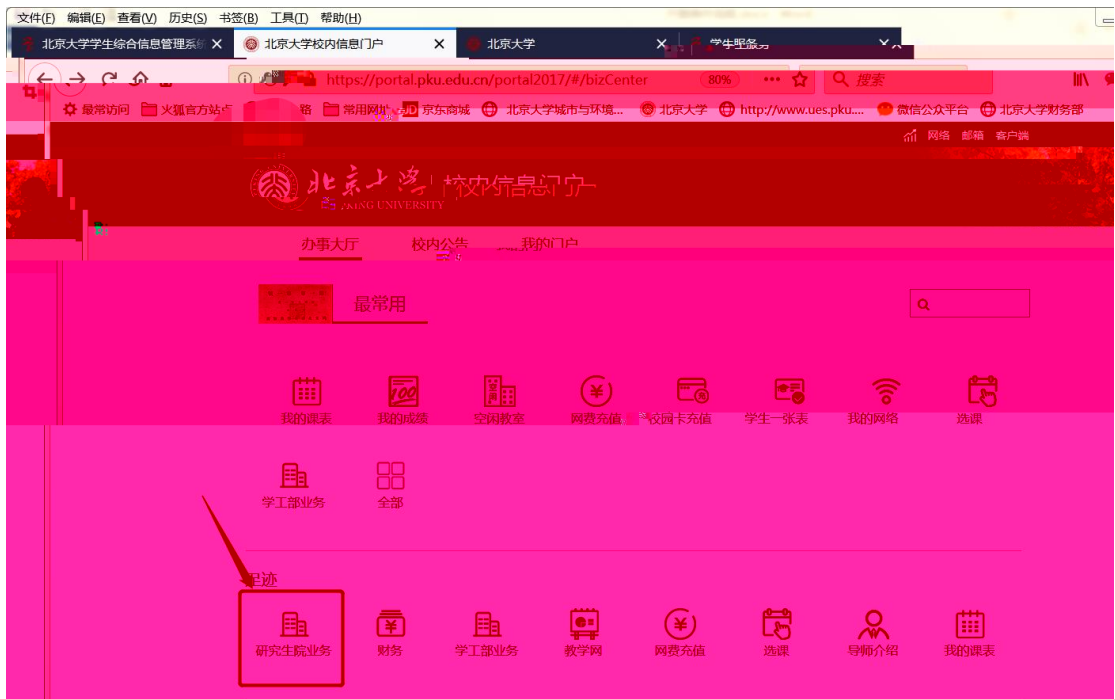 文件(F) 编辑(E) 查看(V) 历史(S) 书签(B) 工具(T) 帮助(H)
北京大学学生综合信息管理系统 北京大学校内信息门户 北京大学
https://portal.pku.edu.cn/portal2017/#/bizCenter 80% 搜索
最常访问 火狐官方站点 常用网址 JD 京东商城 北京大学城市与环境... 北京大学 http://www.ues.pku.... 微信公众平台 北京大学财务部
网络 邮箱 客户端
北京大学 校内信息门户
UNIVERSITY
办事大厅 校内公告 我的门户
最常用
我的课表 我的成绩 空闲教室 网费充值 校园卡充值 学生一张表 我的网络 选课
学工部业务 全部
足迹
研究生院业务 财务 学工部业务 教学网 网费充值 选课 导师介绍 我的课表